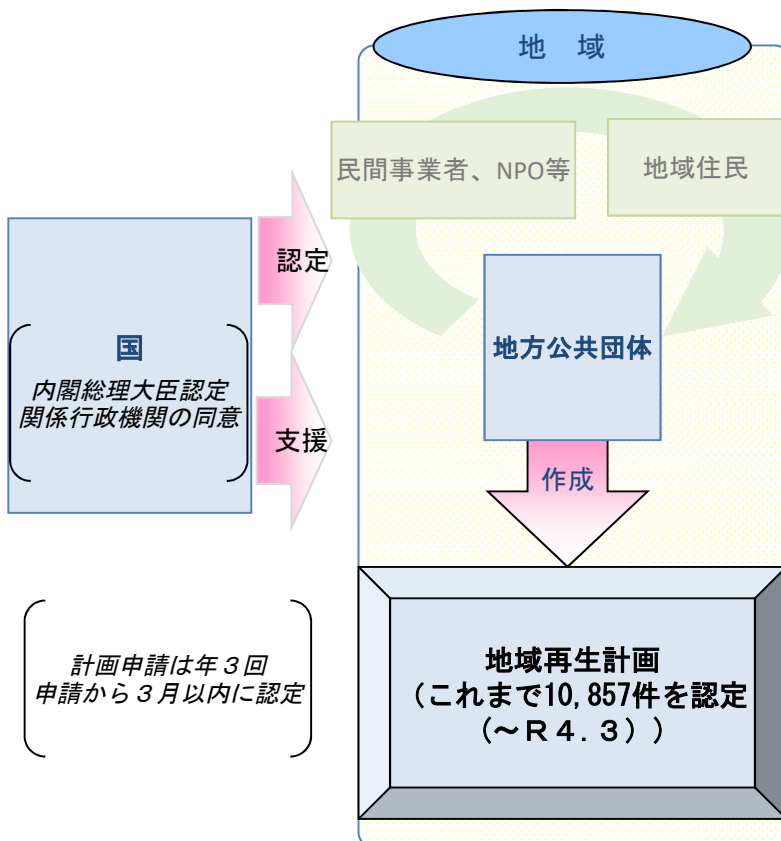 地　域
民間事業者、NPO等
地域住民
認定
国
内閣総理大臣認定
関係行政機関の同意
地方公共団体
支援
作成
計画申請は年３回
申請から３月以内に認定
地域再生計画
（これまで10,857件を認定
（～Ｒ４．３））